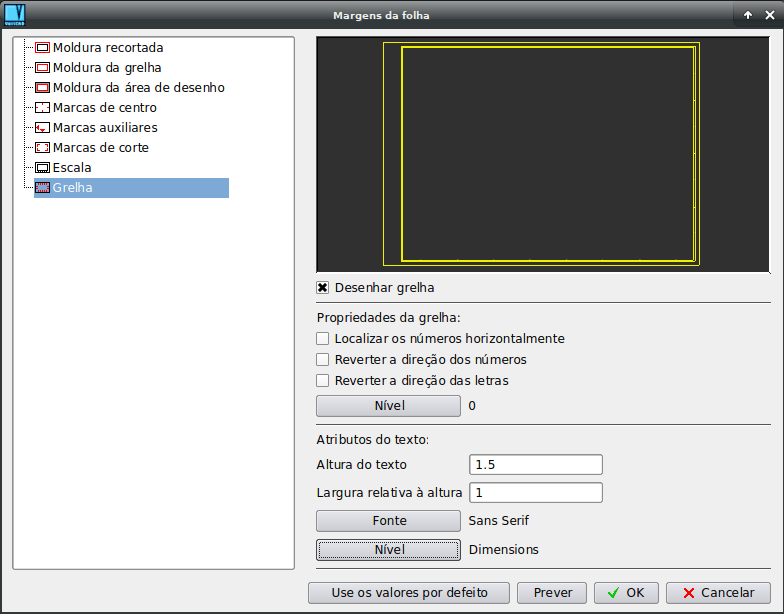 Margens da folha
Moldura recortada
Moldura da grelha
Moldura da área de desenho
Marcas de centro
Marcas auxiliares
Marcas de corte
Escala
Grelha
Desenhar grelha
Propriedades da grelha:
Localizar os números horizontalmente
Reverter a direção dos números
Reverter a direção das letras
Nível 0
Atributos do texto:
Altura do texto 1.5
Largura relativa à altura 1
Fonte Sans Serif
Nível Dimensions
Use os valores por defeito Prever OK Cancelar